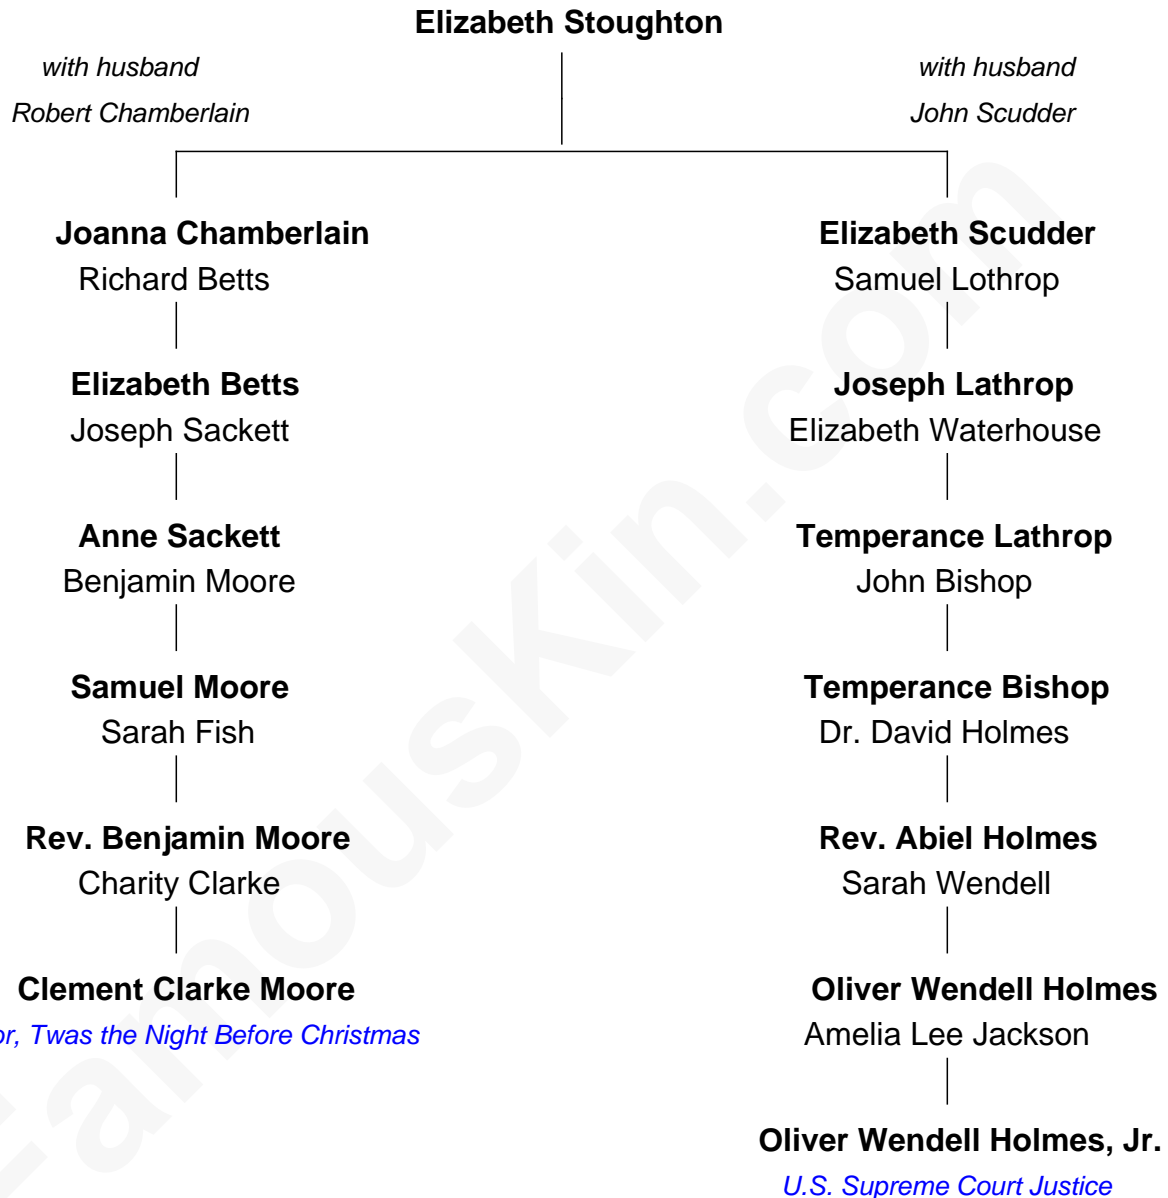 Elizabeth Stoughton
with husband
Robert Chamberlain
with husband
John Scudder
Joanna Chamberlain
Richard Betts
Elizabeth Scudder
Samuel Lothrop
Elizabeth Betts
Joseph Sackett
Joseph Lathrop
Elizabeth Waterhouse
Anne Sackett
Benjamin Moore
Temperance Lathrop
John Bishop
Samuel Moore
Sarah Fish
Temperance Bishop
Dr. David Holmes
Rev. Benjamin Moore
Charity Clarke
Rev. Abiel Holmes
Sarah Wendell
Clement Clarke Moore
or, Twas the Night Before Christmas
Oliver Wendell Holmes
Amelia Lee Jackson
Oliver Wendell Holmes, Jr.
U.S. Supreme Court Justice
FamousKin.com